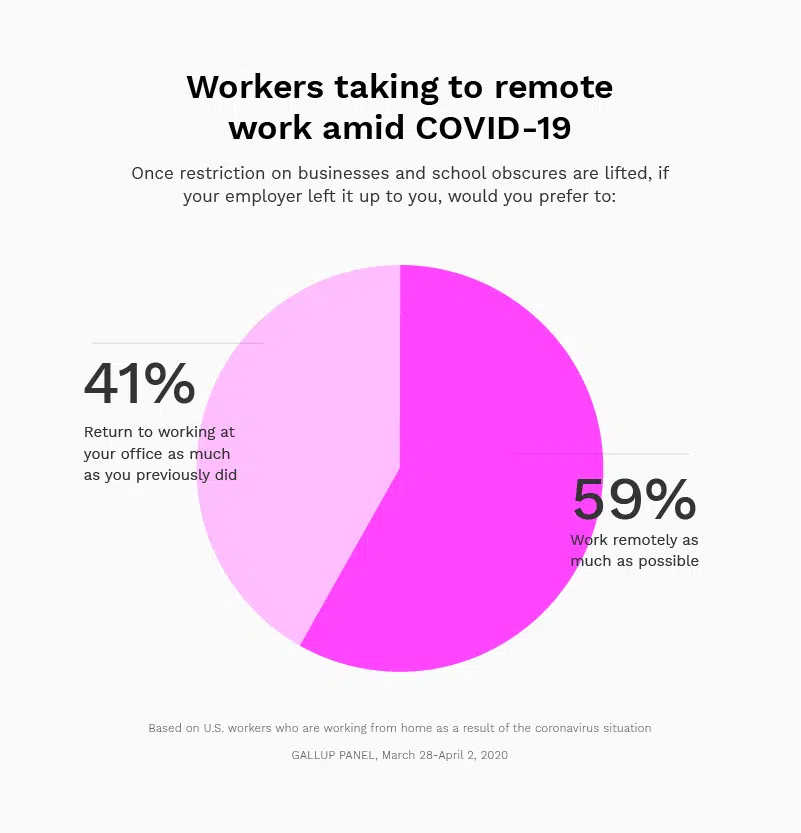 Workers taking to remote
work amid COVID-19
Once restriction on businesses and school obscures are lifted, if
your employer left it up to you, would you prefer to:
41%
Return to working at
your office as much
as you previously did
59%
Work remotely as
much as possible
Based on U.S. workers who are working from home as a result of the coronavirus situation
GALLUP PANEL, March 28-April 2, 2020